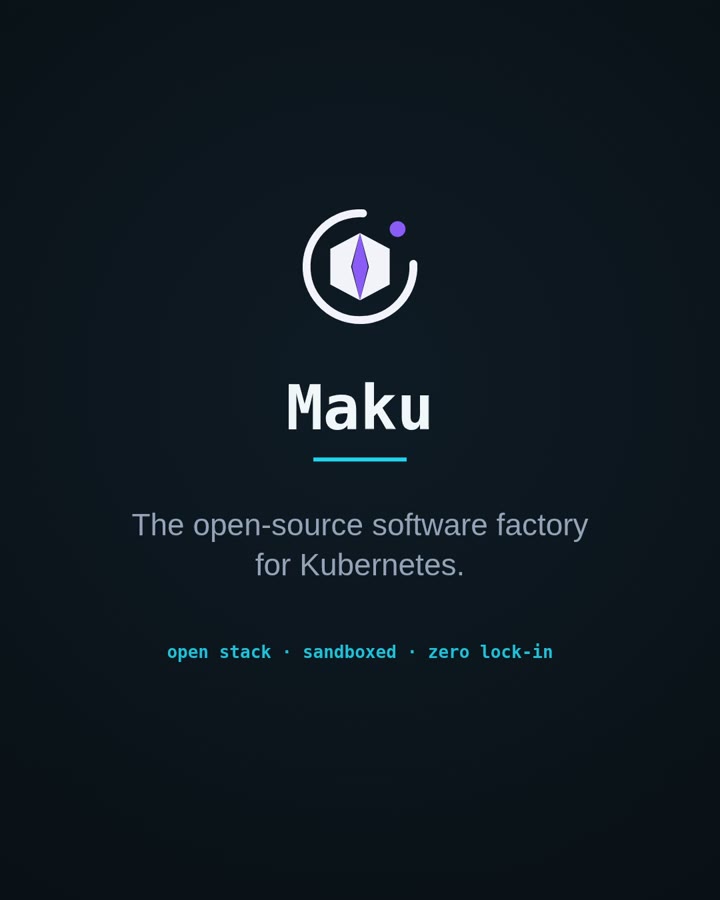 Maku
The open-source software factory
for Kubernetes.
open stack · sandboxed · zero lock-in